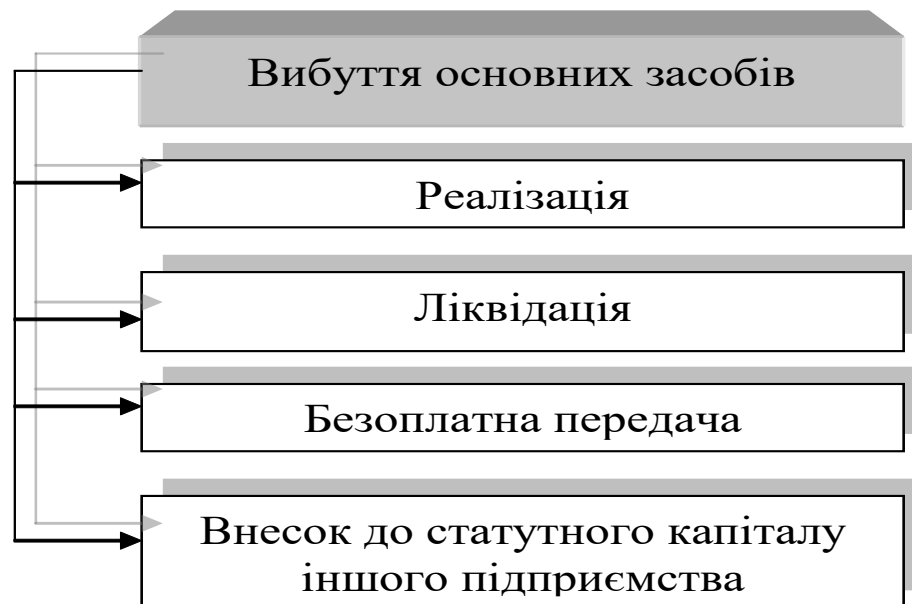 Вибуття основних засобів
Реалізація
Ліквідація
Безоплатна передача
Внесок до статутного капіталу
іншого підприємства